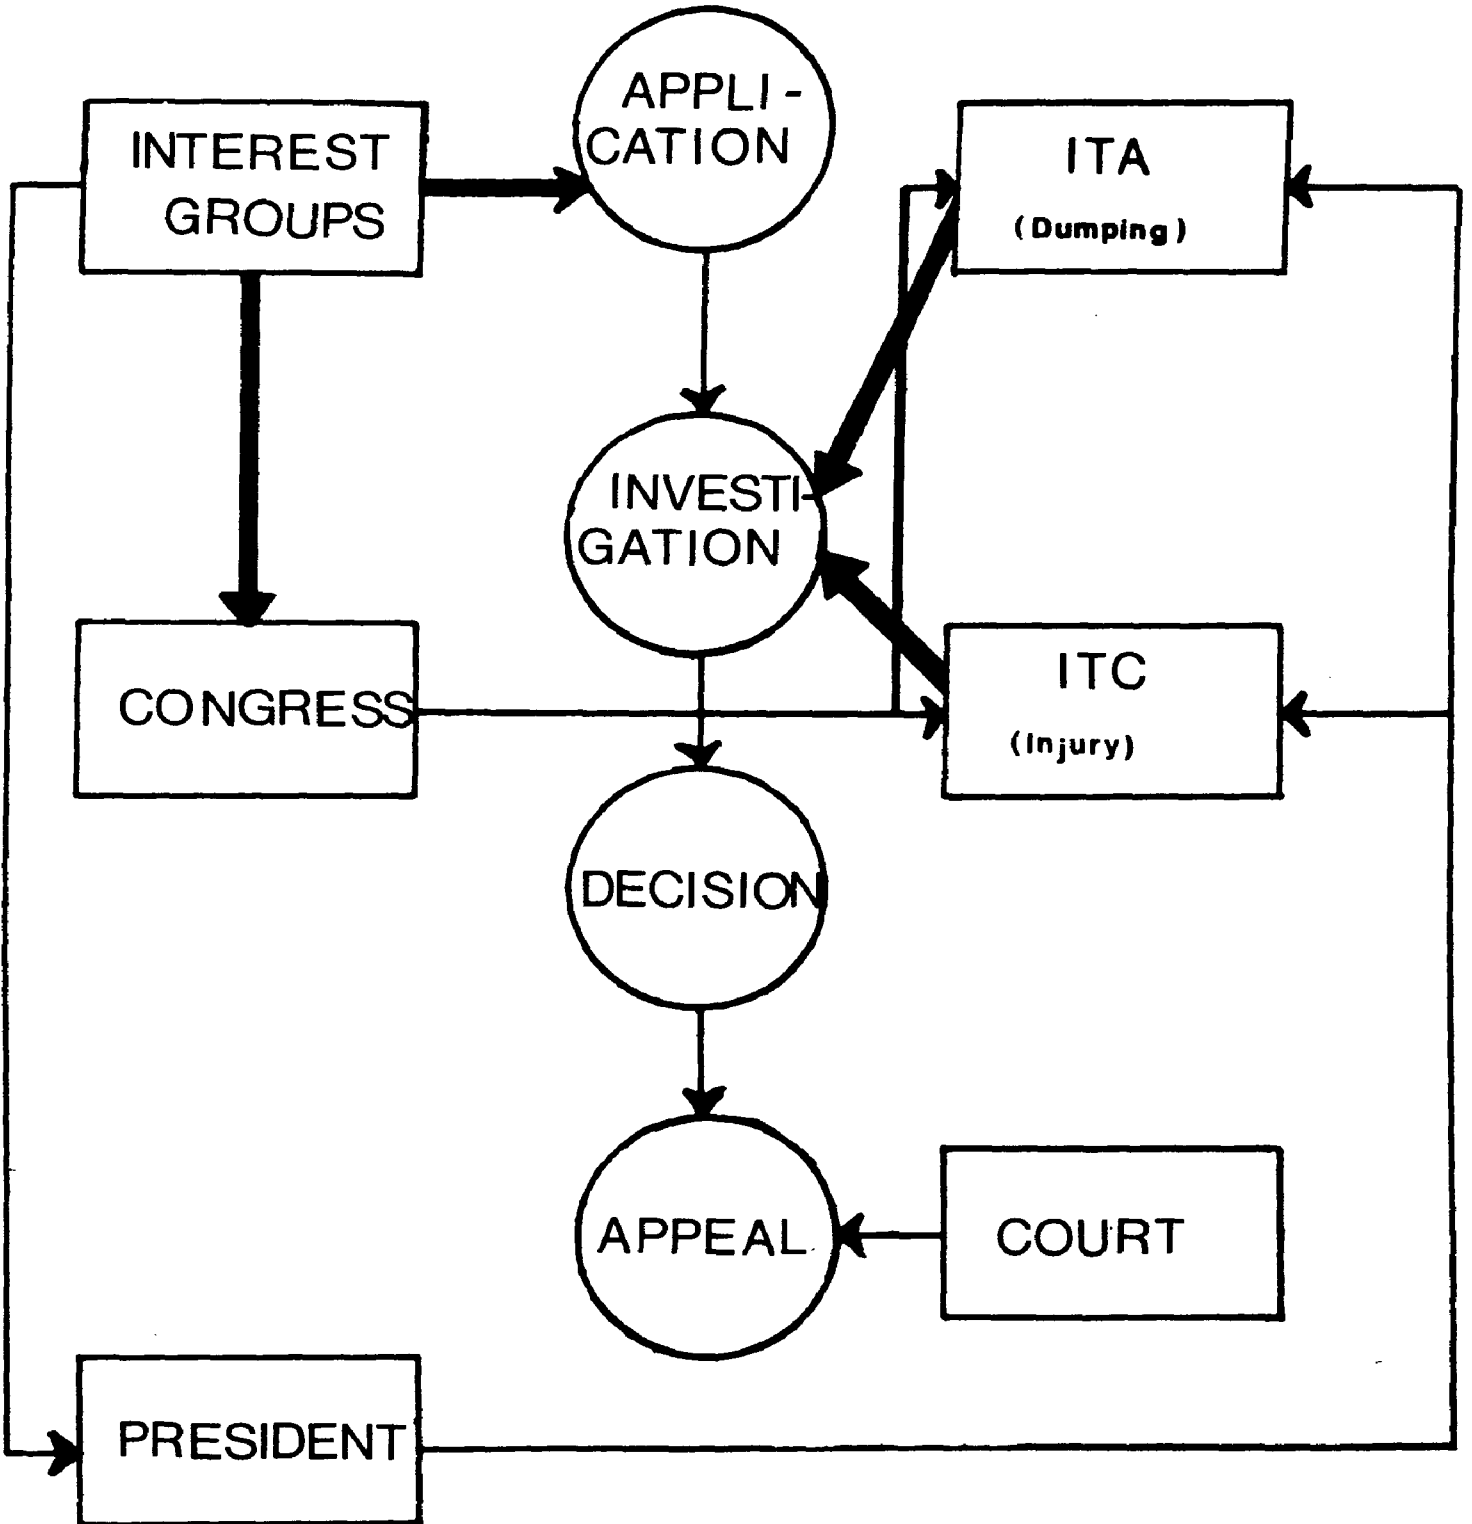 APPLI-
CATION
INTEREST
GROUPS
ITA
(Dumping)
INVESTI-
GATION
CONGRESS
ITC
(Injury)
DECISION
APPEAL
COURT
PRESIDENT